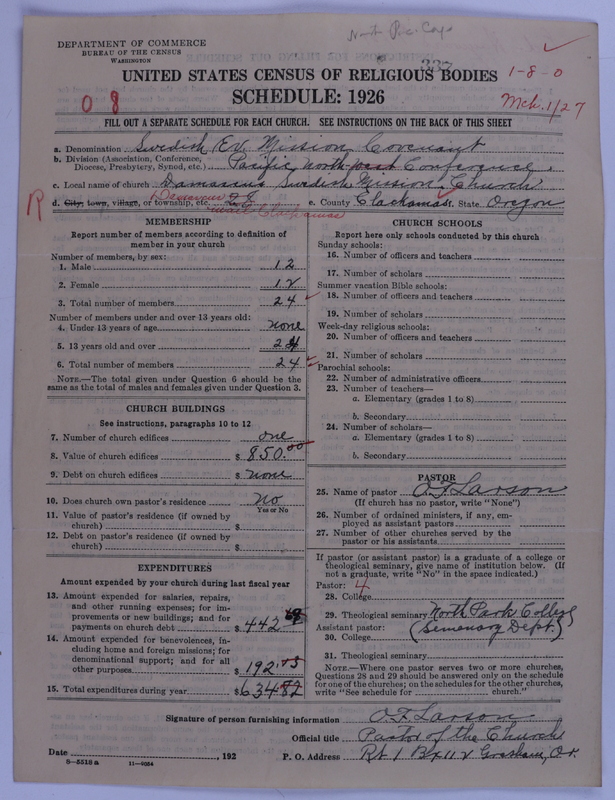 North Pac. Cof
DEPARTMENT OF COMMERCE
BUREAU OF THE CENSUS
WASHINGTON
337
UNITED STATES CENSUS OF RELIGIOUS BODIES
1-8-0
SCHEDULE: 1926
08
Mch. 1/27
FILL OUT A SEPARATE SCHEDULE FOR EACH CHURCH. SEE INSTRUCTIONS ON THE BACK OF THIS SHEET
a. Denomination Swedish Ev. Mission Covenant
b. Division (Association, Conference, Diocese, Presbytery, Synod, etc.) Pacific North-west Conference.
c. Local name of church Damascus Swedish Mission Church
R
d. City, town, village, or township, etc. Damascus e. County Clackamas f. State Oregon
MEMBERSHIP
Report number of members according to definition of
member in your church
Number of members, by sex:
1. Male 12
2. Female 12
3. Total number of members 24
Number of members under and over 13 years old:
4. Under 13 years of age none
5. 13 years old and over 24
6. Total number of members 24
NOTE.—The total given under Question 6 should be the
same as the total of males and females given under Question 3.
CHURCH BUILDINGS
See instructions, paragraphs 10 to 12
7. Number of church edifices one
8. Value of church edifices $ 850.00
9. Debt on church edifices $ none
10. Does church own pastor's residence No
Yes or No
11. Value of pastor's residence (if owned by
church) $
12. Debt on pastor's residence (if owned by
church) $
EXPENDITURES
Amount expended by your church during last fiscal year
13. Amount expended for salaries, repairs,
and other running expenses; for im-
provements or new buildings; and for
payments on church debt $ 442
14. Amount expended for benevolences, in-
cluding home and foreign missions; for
denominational support; and for all
other purposes $ 192.
15. Total expenditures during year $ 634
CHURCH SCHOOLS
Report here only schools conducted by this church
Sunday schools:
16. Number of officers and teachers
17. Number of scholars
Summer vacation Bible schools:
18. Number of officers and teachers
19. Number of scholars
Week-day religious schools:
20. Number of officers and teachers
21. Number of scholars
Parochial schools:
22. Number of administrative officers
23. Number of teachers—
a. Elementary (grades 1 to 8)
b. Secondary
24. Number of scholars—
a. Elementary (grades 1 to 8)
b. Secondary
PASTOR
25. Name of pastor O. F. Larson
(If church has no pastor, write "None")
26. Number of ordained ministers, if any, em-
ployed as assistant pastors
27. Number of other churches served by the
pastor or his assistants
If pastor (or assistant pastor) is a graduate of a college or
theological seminary, give name of institution below. (If
not a graduate, write "No" in the space indicated.)
Pastor: 4
28. College
29. Theological seminary North Park College
Assistant pastor: (Semenary Dept.)
30. College
31. Theological seminary
NOTE.—Where one pastor serves two or more churches,
Questions 28 and 29 should be answered only on the schedule
for one of the churches; on the schedules for the other churches,
write "See schedule for church."
Signature of person furnishing information O. F. Larson
Official title Pastor of the Church
Date , 192 P. O. Address Rt 1 Bx 112 Gresham, Or.
8-5518 a 11-9054